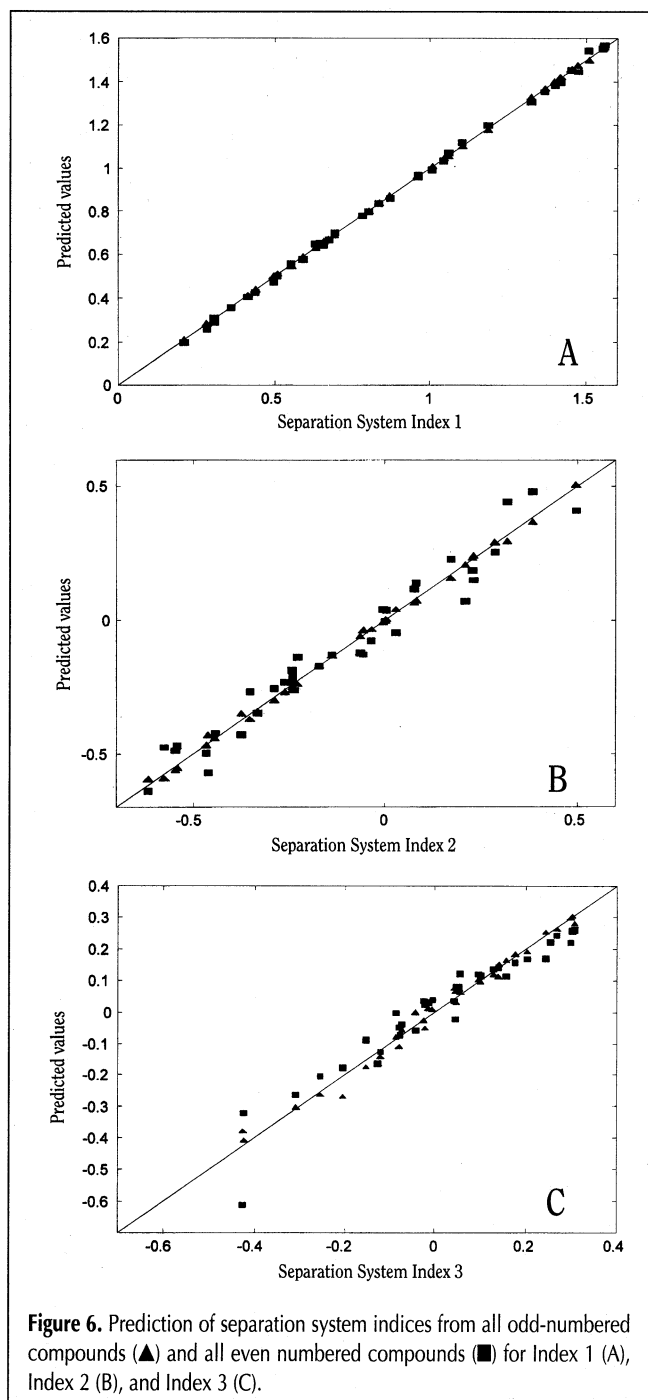 1.6
1.4
1.2
1
0.8
0.6
0.4
0.2
0
Predicted values
0 0.5 1 1.5
Separation System Index 1
A
0.5
0
-0.5
Predicted values
-0.5 0 0.5
Separation System Index 2
B
0.4
0.3
0.2
0.1
0
-0.1
-0.2
-0.3
-0.4
-0.5
-0.6
Predicted values
-0.6 -0.4 -0.2 0 0.2 0.4
Separation System Index 3
C
Figure 6. Prediction of separation system indices from all odd-numbered
compounds (▲) and all even numbered compounds (■) for Index 1 (A),
Index 2 (B), and Index 3 (C).